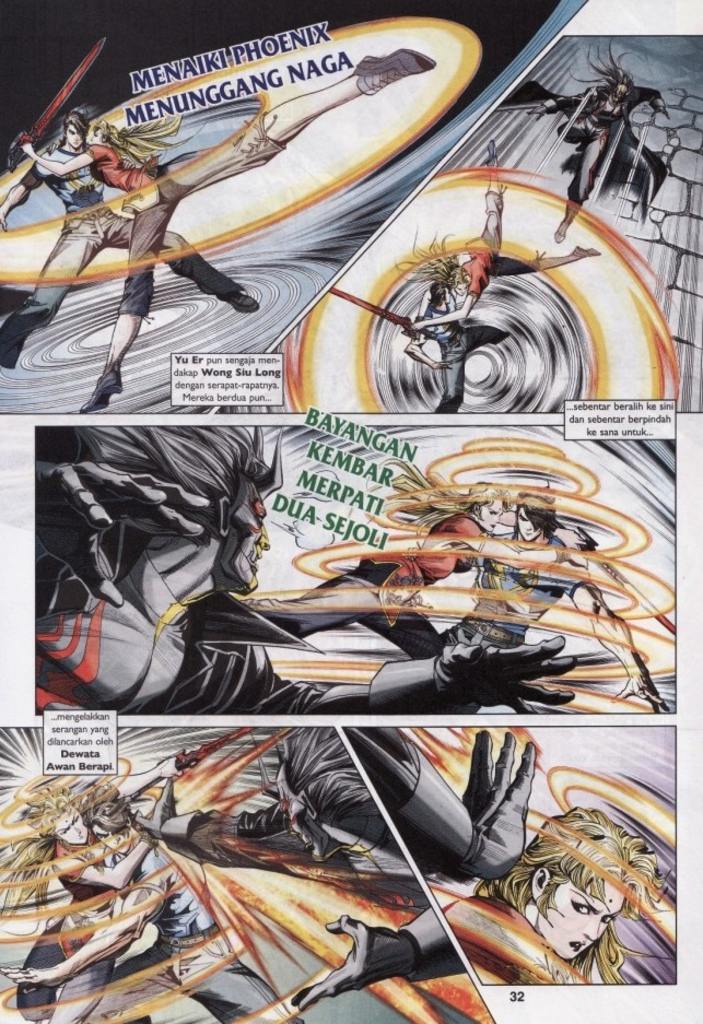 MENAIKI PHOENIX
MENUNGGANG NAGA
Yu Er pun sengaja men-
dakap Wong Siu Long
dengan serapat-rapatnya.
Mereka berdua pun...
...sebentar beralih ke sini
dan sebentar berpindah
ke sana untuk...
BAYANGAN
KEMBAR
MERPATI
DUA SEJOLI
...mengelakkan
serangan yang
dilancarkan oleh
Dewata
Awan Berapi.
32